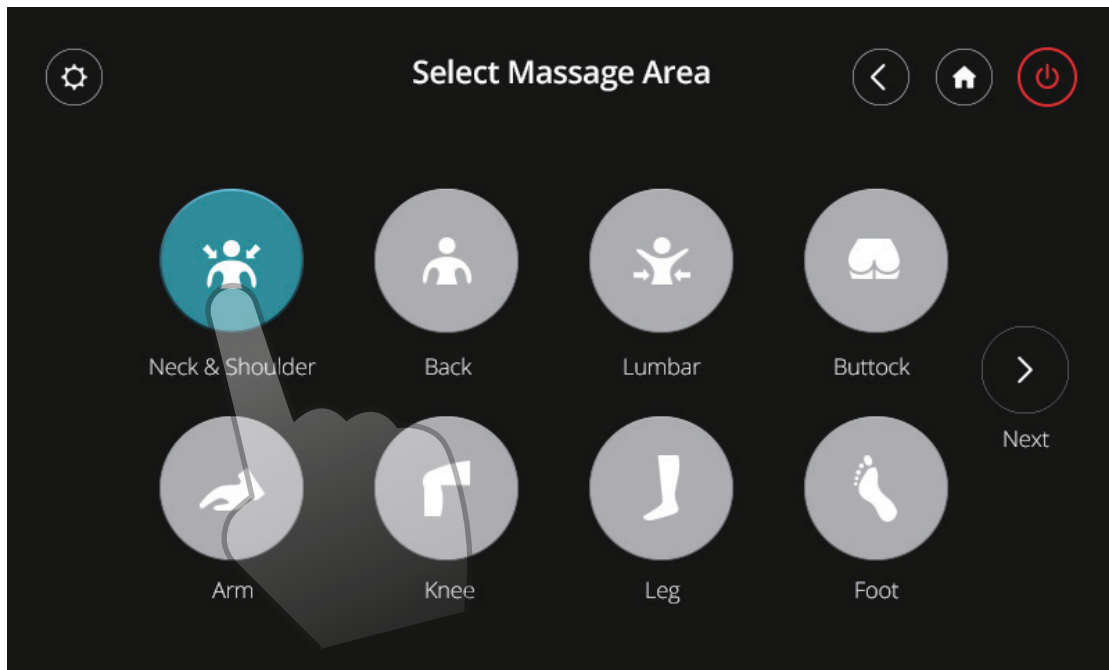 Select Massage Area
Neck & Shoulder
Back
Lumbar
Buttock
Next
Arm
Knee
Leg
Foot